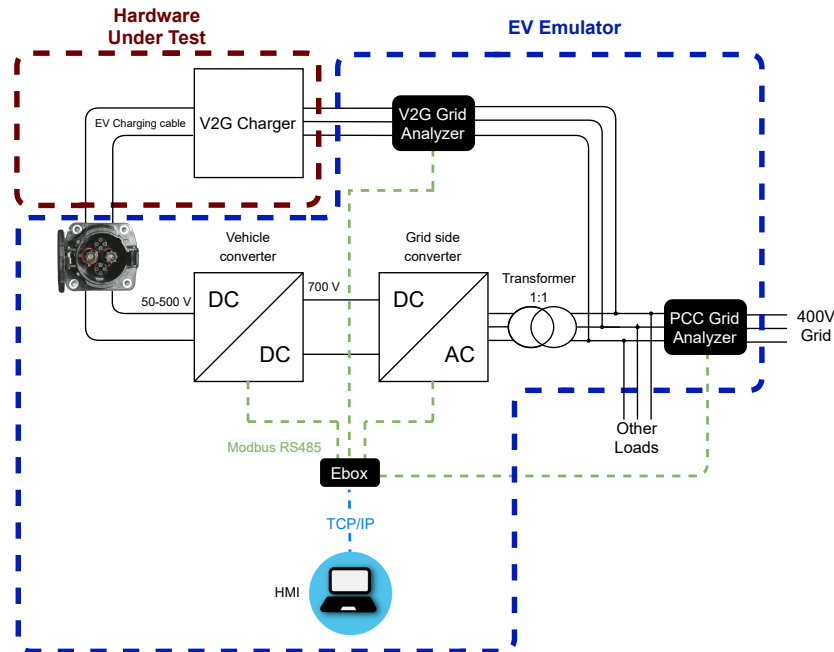 Hardware
Under Test
EV Emulator
EV Charging cable
V2G Charger
V2G Grid
Analyzer
Vehicle
converter
Grid side
converter
Transformer
1:1
50-500 V
DC
DC
700 V
DC
AC
PCC Grid
Analyzer
400V
Grid
Other
Loads
Modbus RS485
Ebox
TCP/IP
HMI